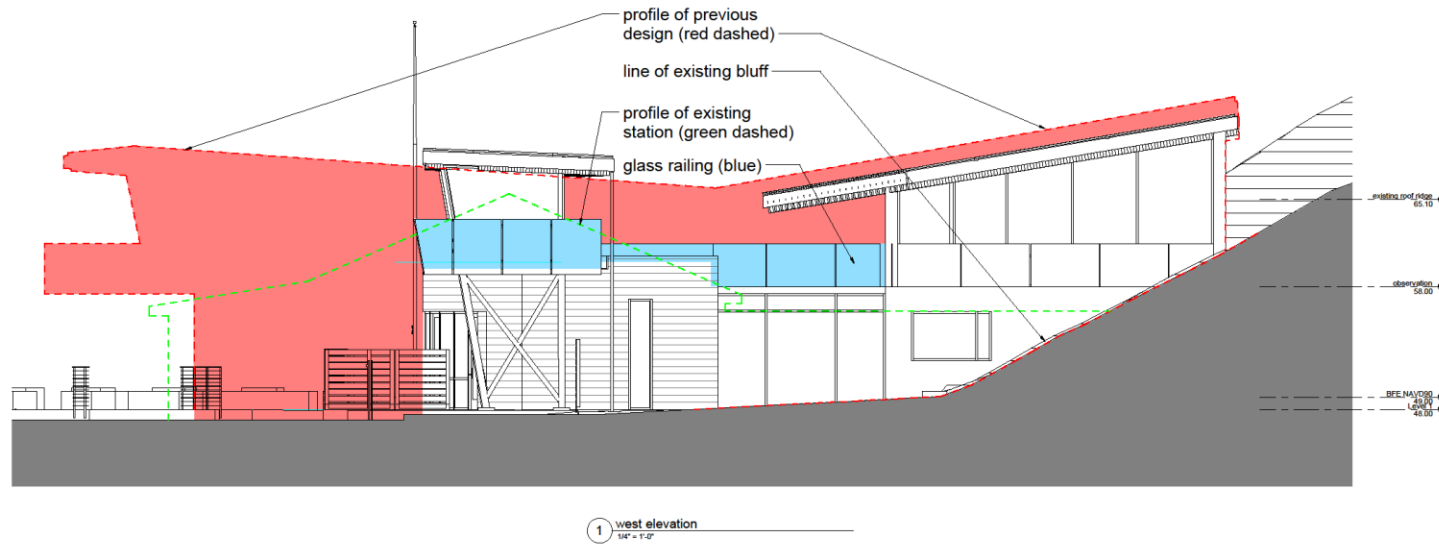 profile of previous
design (red dashed)
line of existing bluff
profile of existing
station (green dashed)
glass railing (blue)
existing roof ridge
65.10
observation
58.00
BFE NAVD90
49.00
Level 1
48.00
1
west elevation
1/4" = 1'-0"